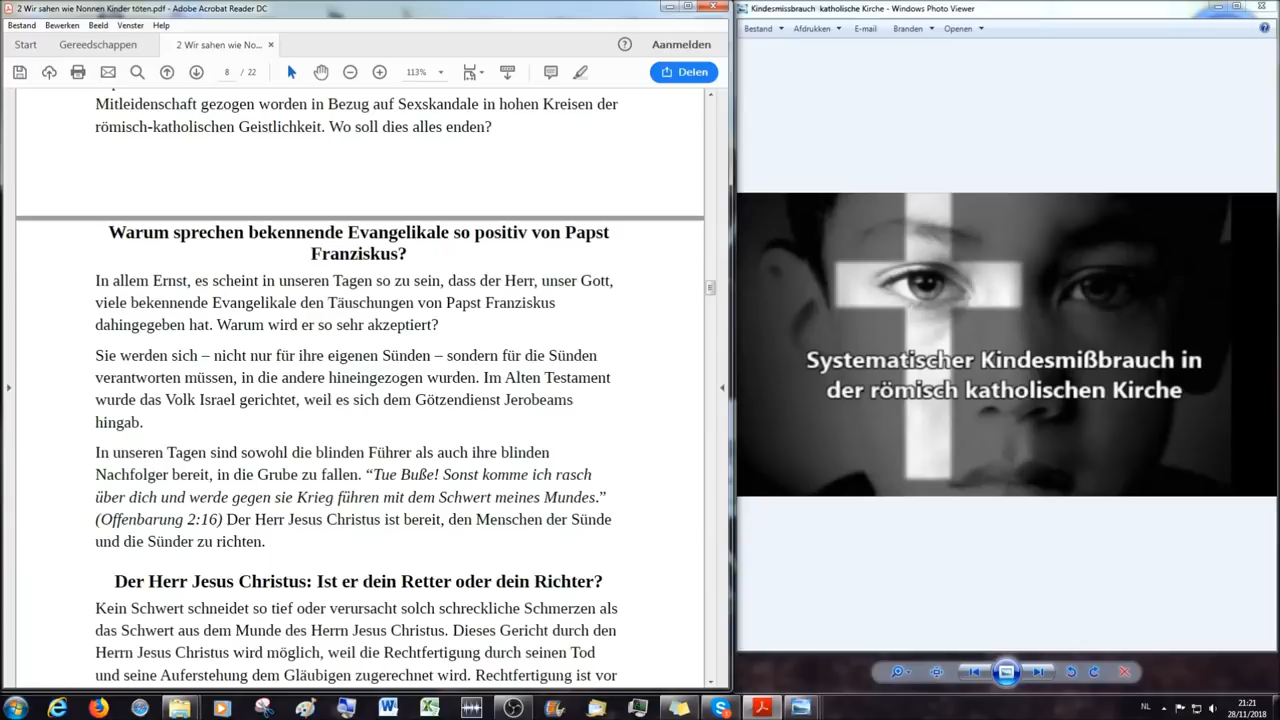 2 Wir sahen wie Nonnen Kinder töten.pdf - Adobe Acrobat Reader DC
Bestand Bewerken Beeld Venster Help
Start Gereedschappen 2 Wir sahen wie No... × Aanmelden
8 / 22 113% Delen
Mitleidenschaft gezogen worden in Bezug auf Sexskandale in hohen Kreisen der
römisch-katholischen Geistlichkeit. Wo soll dies alles enden?
Warum sprechen bekennende Evangelikale so positiv von Papst
Franziskus?
In allem Ernst, es scheint in unseren Tagen so zu sein, dass der Herr, unser Gott,
viele bekennende Evangelikale den Täuschungen von Papst Franziskus
dahingegeben hat. Warum wird er so sehr akzeptiert?
Sie werden sich – nicht nur für ihre eigenen Sünden – sondern für die Sünden
verantworten müssen, in die andere hineingezogen wurden. Im Alten Testament
wurde das Volk Israel gerichtet, weil es sich dem Götzendienst Jerobeams
hingab.
In unseren Tagen sind sowohl die blinden Führer als auch ihre blinden
Nachfolger bereit, in die Grube zu fallen. “Tue Buße! Sonst komme ich rasch
über dich und werde gegen sie Krieg führen mit dem Schwert meines Mundes.”
(Offenbarung 2:16) Der Herr Jesus Christus ist bereit, den Menschen der Sünde
und die Sünder zu richten.
Der Herr Jesus Christus: Ist er dein Retter oder dein Richter?
Kein Schwert schneidet so tief oder verursacht solch schreckliche Schmerzen als
das Schwert aus dem Munde des Herrn Jesus Christus. Dieses Gericht durch den
Herrn Jesus Christus wird möglich, weil die Rechtfertigung durch seinen Tod
und seine Auferstehung dem Gläubigen zugerechnet wird. Rechtfertigung ist vor
Kindesmissbrauch katholische Kirche - Windows Photo Viewer
Bestand Afdrukken E-mail Branden Openen
Systematischer Kindesmißbrauch in
der römisch katholischen Kirche
NL 21:21
28/11/2018